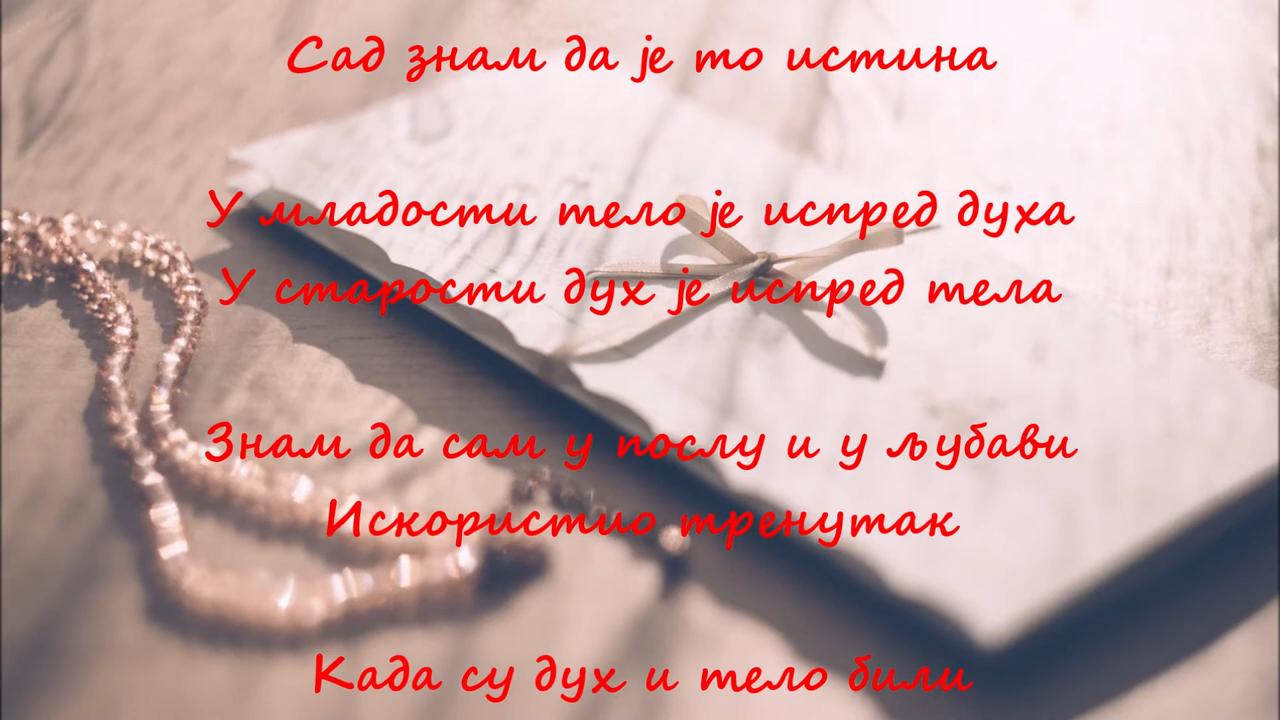 Сад знам да је то истина
У младости тело је испред духа
У старости дух је испред тела
Знам да сам у послу и у љубави
Искористио тренутак
Када су дух и тело били